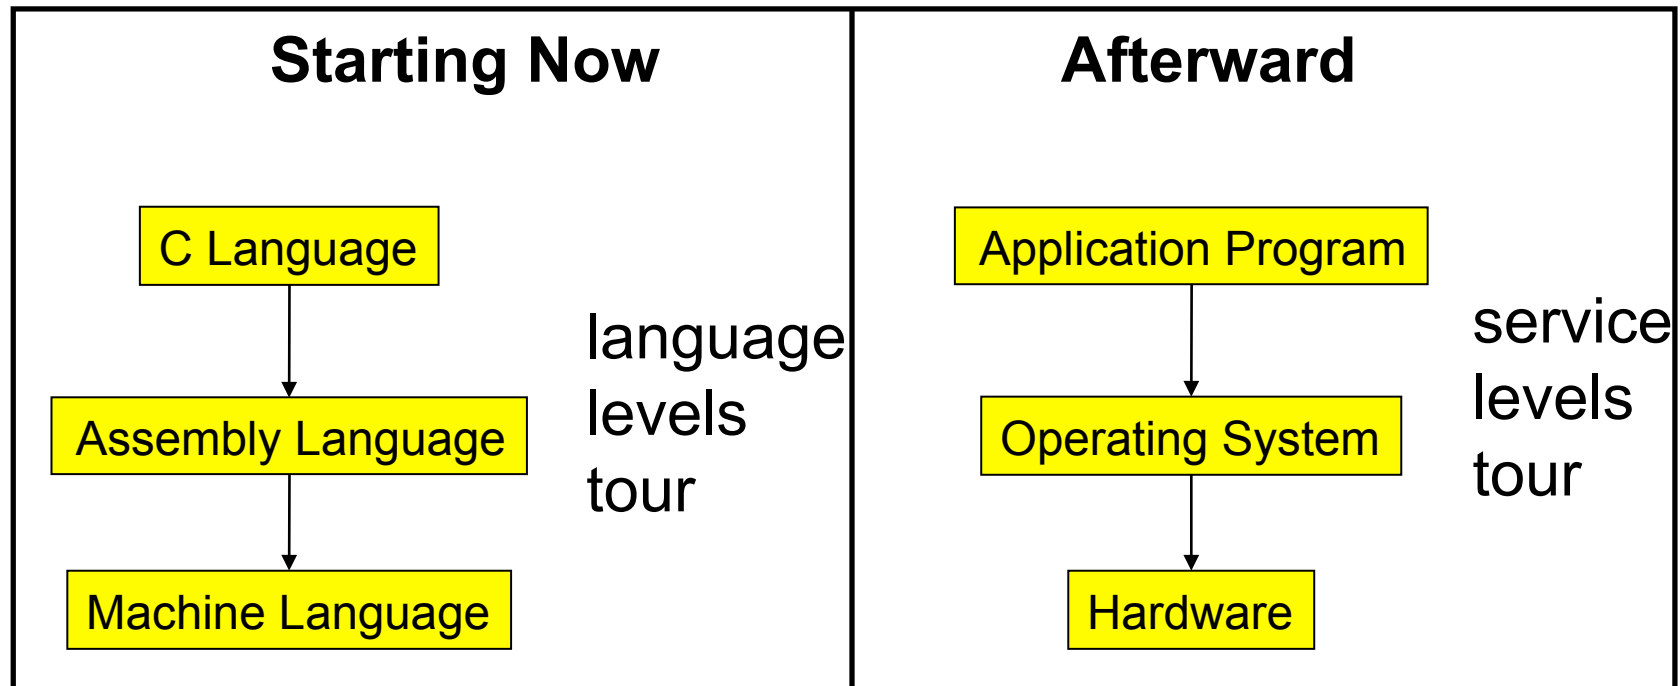 Starting Now
C Language
Assembly Language
Machine Language
language
levels
tour
Afterward
Application Program
Operating System
Hardware
service
levels
tour